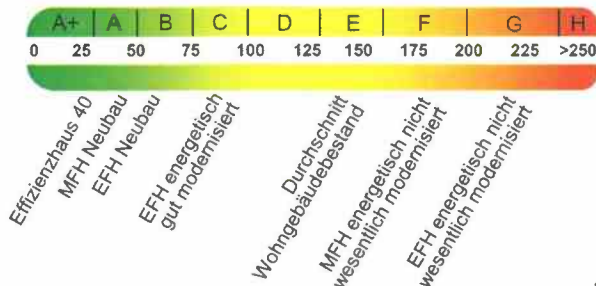 A+ A B C D E F G H
0 25 50 75 100 125 150 175 200 225 >250
Effizienzhaus 40
MFH Neubau
EFH Neubau
EFH energetisch
gut modernisiert
Durchschnitt
Wohngebäudebestand
MFH energetisch nicht
wesentlich modernisiert
EFH energetisch nicht
wesentlich modernisiert